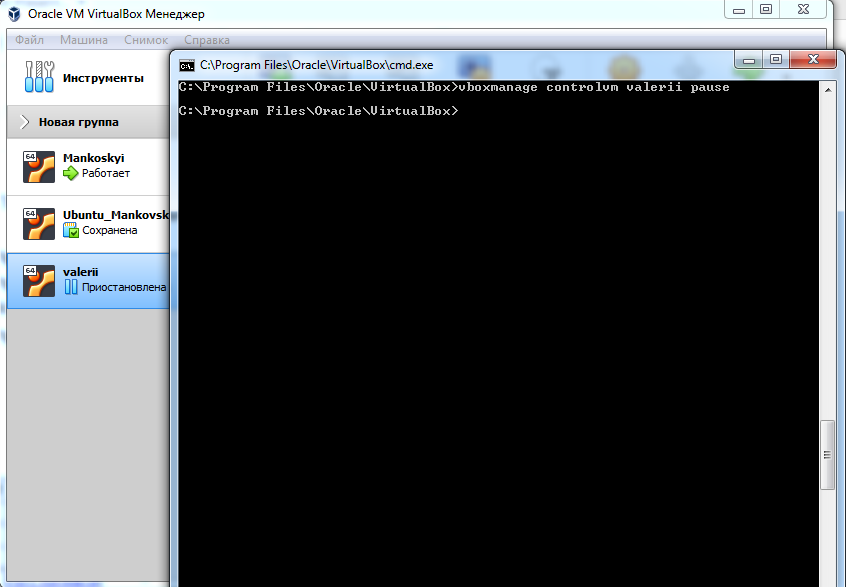 Oracle VM VirtualBox Менеджер
Файл Машина Снимок Справка
Инструменты
Новая группа
64
Mankoskyi
Работает
64
Ubuntu_Mankovsk
Сохранена
64
valerii
Приостановлена
C:\Program Files\Oracle\VirtualBox\cmd.exe
C:\Program Files\Oracle\VirtualBox>vboxmanage controlvm valerii pause
C:\Program Files\Oracle\VirtualBox>